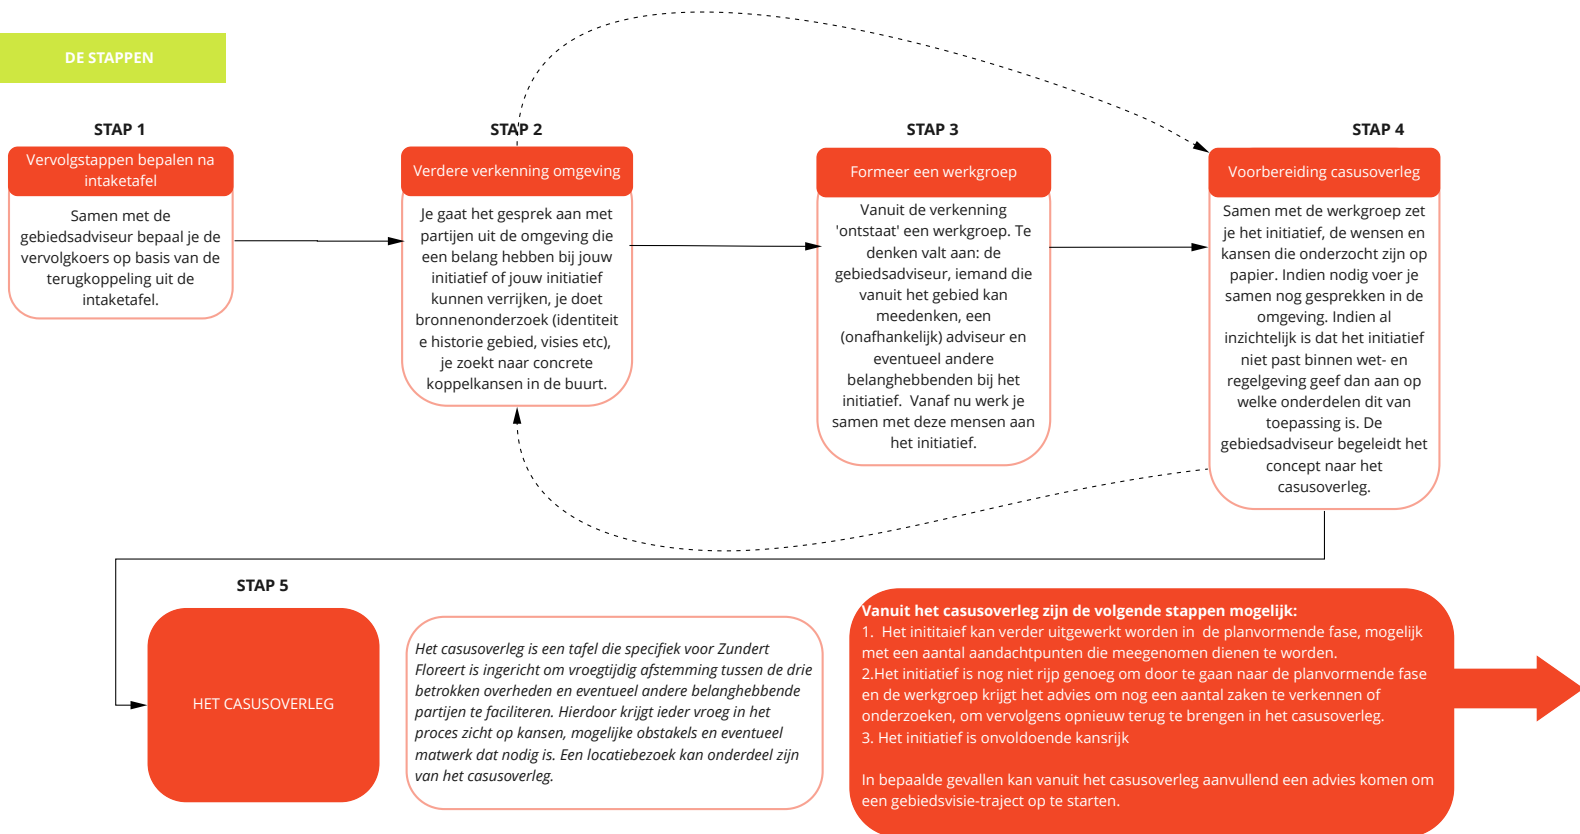 DE STAPPEN
STAP 1
Vervolgstappen bepalen na
intaketafel
Samen met de
gebiedsadviseur bepaal je de
vervolgkoers op basis van de
terugkoppeling uit de
intaketafel.
STAP 2
Verdere verkenning omgeving
Je gaat het gesprek aan met
partijen uit de omgeving die
een belang hebben bij jouw
initiatief of jouw initiatief
kunnen verrijken, je doet
bronnenonderzoek (identiteit
e historie gebied, visies etc),
je zoekt naar concrete
koppelkansen in de buurt.
STAP 3
Formeer een werkgroep
Vanuit de verkenning
'ontstaat' een werkgroep. Te
denken valt aan: de
gebiedsadviseur, iemand die
vanuit het gebied kan
meedenken, een
(onafhankelijk) adviseur en
eventueel andere
belanghebbenden bij het
initiatief. Vanaf nu werk je
samen met deze mensen aan
het initiatief.
STAP 4
Voorbereiding casusoverleg
Samen met de werkgroep zet
je het initiatief, de wensen en
kansen die onderzocht zijn op
papier. Indien nodig voer je
samen nog gesprekken in de
omgeving. Indien al
inzichtelijk is dat het initiatief
niet past binnen wet- en
regelgeving geef dan aan op
welke onderdelen dit van
toepassing is. De
gebiedsadviseur begeleidt het
concept naar het
casusoverleg.
STAP 5
HET CASUSOVERLEG
Het casusoverleg is een tafel die specifiek voor Zundert
Floreert is ingericht om vroegtijdig afstemming tussen de drie
betrokken overheden en eventueel andere belanghebbende
partijen te faciliteren. Hierdoor krijgt ieder vroeg in het
proces zicht op kansen, mogelijke obstakels en eventueel
matwerk dat nodig is. Een locatiebezoek kan onderdeel zijn
van het casusoverleg.
Vanuit het casusoverleg zijn de volgende stappen mogelijk:
1. Het inititaief kan verder uitgewerkt worden in de planvormende fase, mogelijk
met een aantal aandachtpunten die meegenomen dienen te worden.
2.Het initiatief is nog niet rijp genoeg om door te gaan naar de planvormende fase
en de werkgroep krijgt het advies om nog een aantal zaken te verkennen of
onderzoeken, om vervolgens opnieuw terug te brengen in het casusoverleg.
3. Het initiatief is onvoldoende kansrijk
In bepaalde gevallen kan vanuit het casusoverleg aanvullend een advies komen om
een gebiedsvisie-traject op te starten.